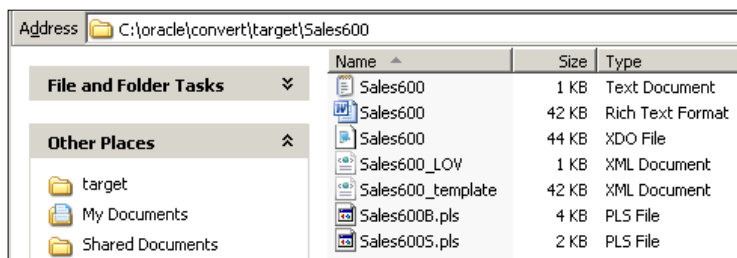 Address C:\oracle\convert\target\Sales600
File and Folder Tasks
Other Places
target
My Documents
Shared Documents
Name Size Type
Sales600 1 KB Text Document
Sales600 42 KB Rich Text Format
Sales600 44 KB XDO File
Sales600_LOV 1 KB XML Document
Sales600_template 42 KB XML Document
Sales600B.pls 4 KB PLS File
Sales600S.pls 2 KB PLS File